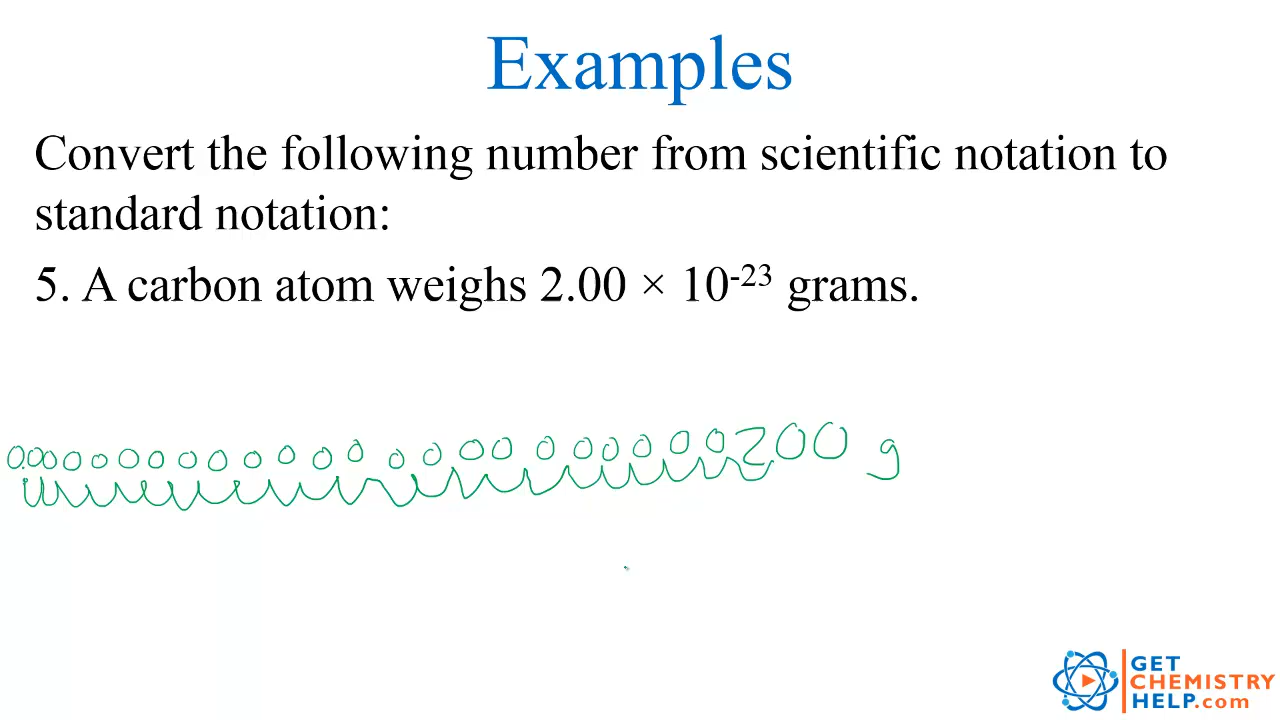 Examples
Convert the following number from scientific notation to
standard notation:
5. A carbon atom weighs 2.00 × 10⁻²³ grams.
0.0000000000000000000000200 g
GET
CHEMISTRY
HELP.com